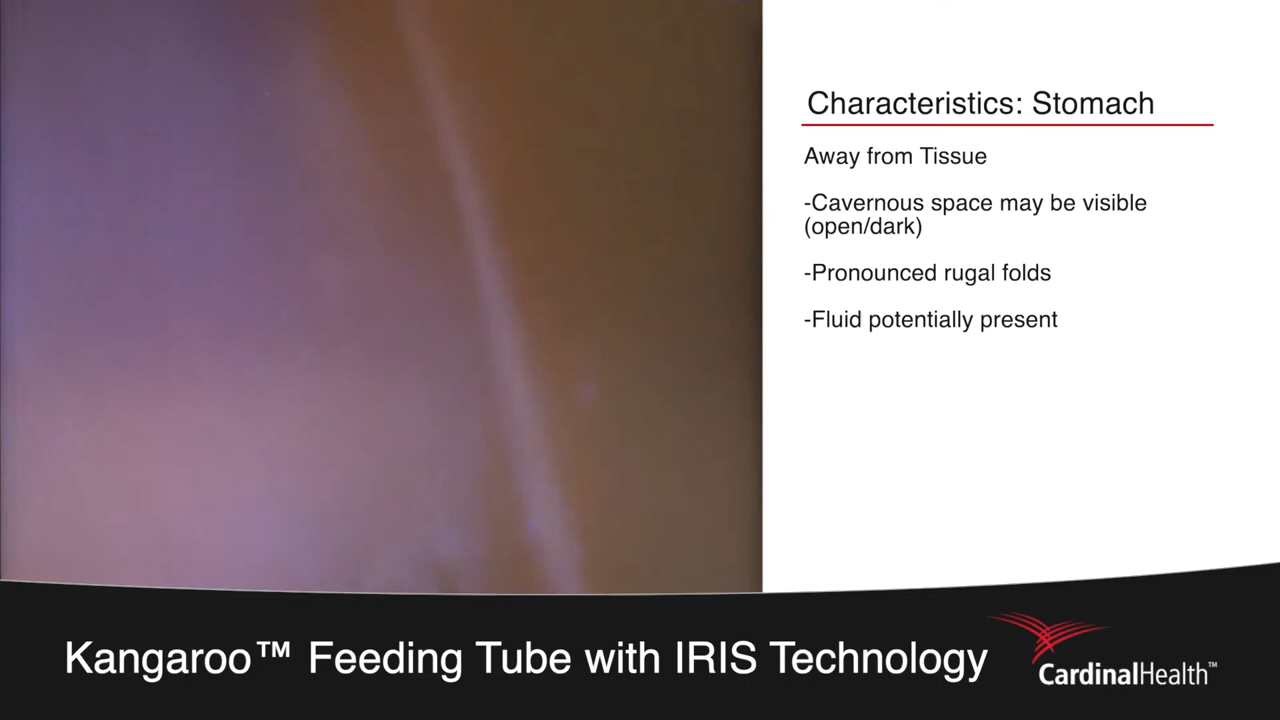 Characteristics: Stomach
Away from Tissue
-Cavernous space may be visible
(open/dark)
-Pronounced rugal folds
-Fluid potentially present
Kangaroo™ Feeding Tube with IRIS Technology
CardinalHealth™